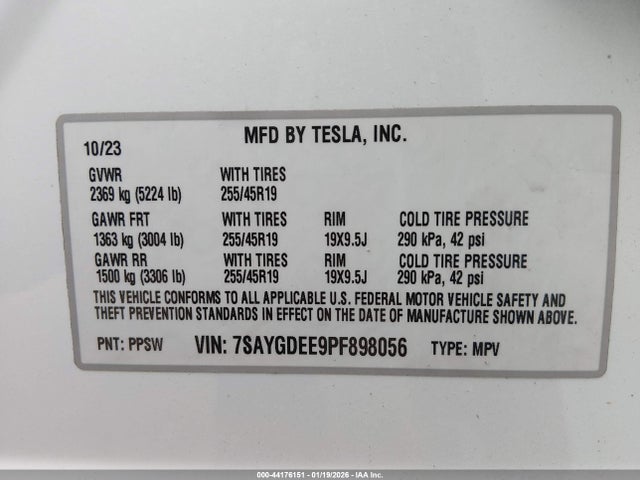 MFD BY TESLA, INC.
10/23
GVWR WITH TIRES
2369 kg (5224 lb) 255/45R19
GAWR FRT WITH TIRES RIM COLD TIRE PRESSURE
1363 kg (3004 lb) 255/45R19 19X9.5J 290 kPa, 42 psi
GAWR RR WITH TIRES RIM COLD TIRE PRESSURE
1500 kg (3306 lb) 255/45R19 19X9.5J 290 kPa, 42 psi
THIS VEHICLE CONFORMS TO ALL APPLICABLE U.S. FEDERAL MOTOR VEHICLE SAFETY AND
THEFT PREVENTION STANDARDS IN EFFECT ON THE DATE OF MANUFACTURE SHOWN ABOVE.
PNT: PPSW VIN: 7SAYGDEE9PF898056 TYPE: MPV
000-44176151 - 01/19/2026 - IAA Inc.